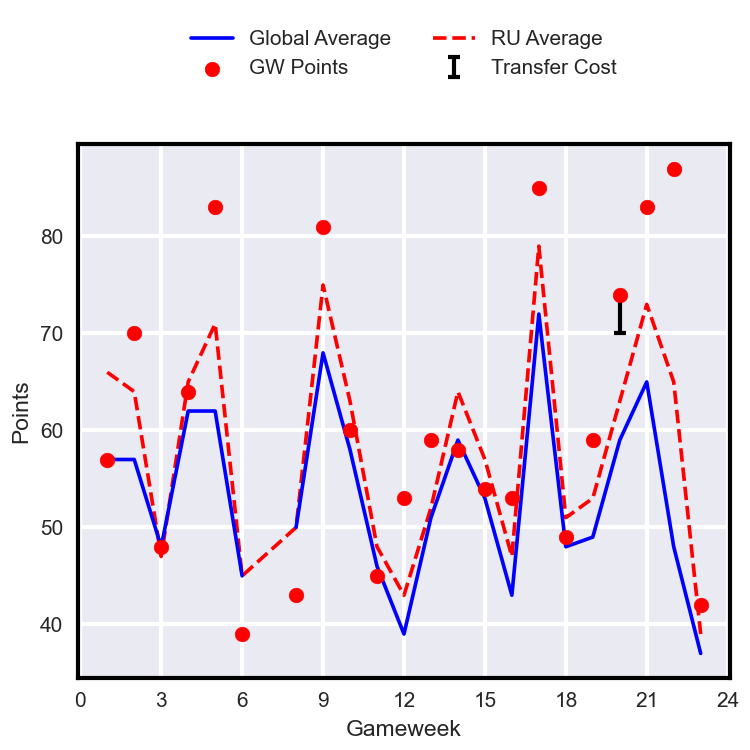 Global Average RU Average
GW Points Transfer Cost
80
70
60
50
40
Points
0 3 6 9 12 15 18 21 24
Gameweek